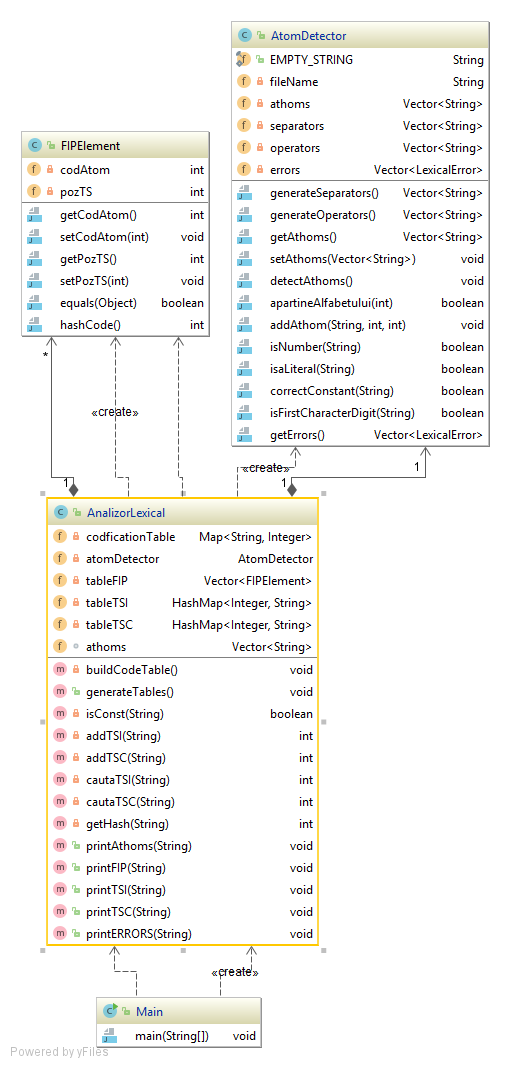 AtomDetector
EMPTY_STRING String
fileName String
athoms Vector<String>
separators Vector<String>
operators Vector<String>
errors Vector<LexicalError>
generateSeparators() Vector<String>
generateOperators() Vector<String>
getAthoms() Vector<String>
setAthoms(Vector<String>) void
detectAthoms() void
apartineAlfabetului(int) boolean
addAthom(String, int, int) void
isNumber(String) boolean
isaLiteral(String) boolean
correctConstant(String) boolean
isFirstCharacterDigit(String) boolean
getErrors() Vector<LexicalError>
FIPElement
codAtom int
pozTS int
getCodAtom() int
setCodAtom(int) void
getPozTS() int
setPozTS(int) void
equals(Object) boolean
hashCode() int
*
«create»
«create»
1
1
1
AnalizorLexical
codficationTable Map<String, Integer>
atomDetector AtomDetector
tableFIP Vector<FIPElement>
tableTSI HashMap<Integer, String>
tableTSC HashMap<Integer, String>
athoms Vector<String>
buildCodeTable() void
generateTables() void
isConst(String) boolean
addTSI(String) int
addTSC(String) int
cautaTSI(String) int
cautaTSC(String) int
getHash(String) int
printAthoms(String) void
printFIP(String) void
printTSI(String) void
printTSC(String) void
printERRORS(String) void
«create»
Main
main(String[]) void
Powered by yFiles